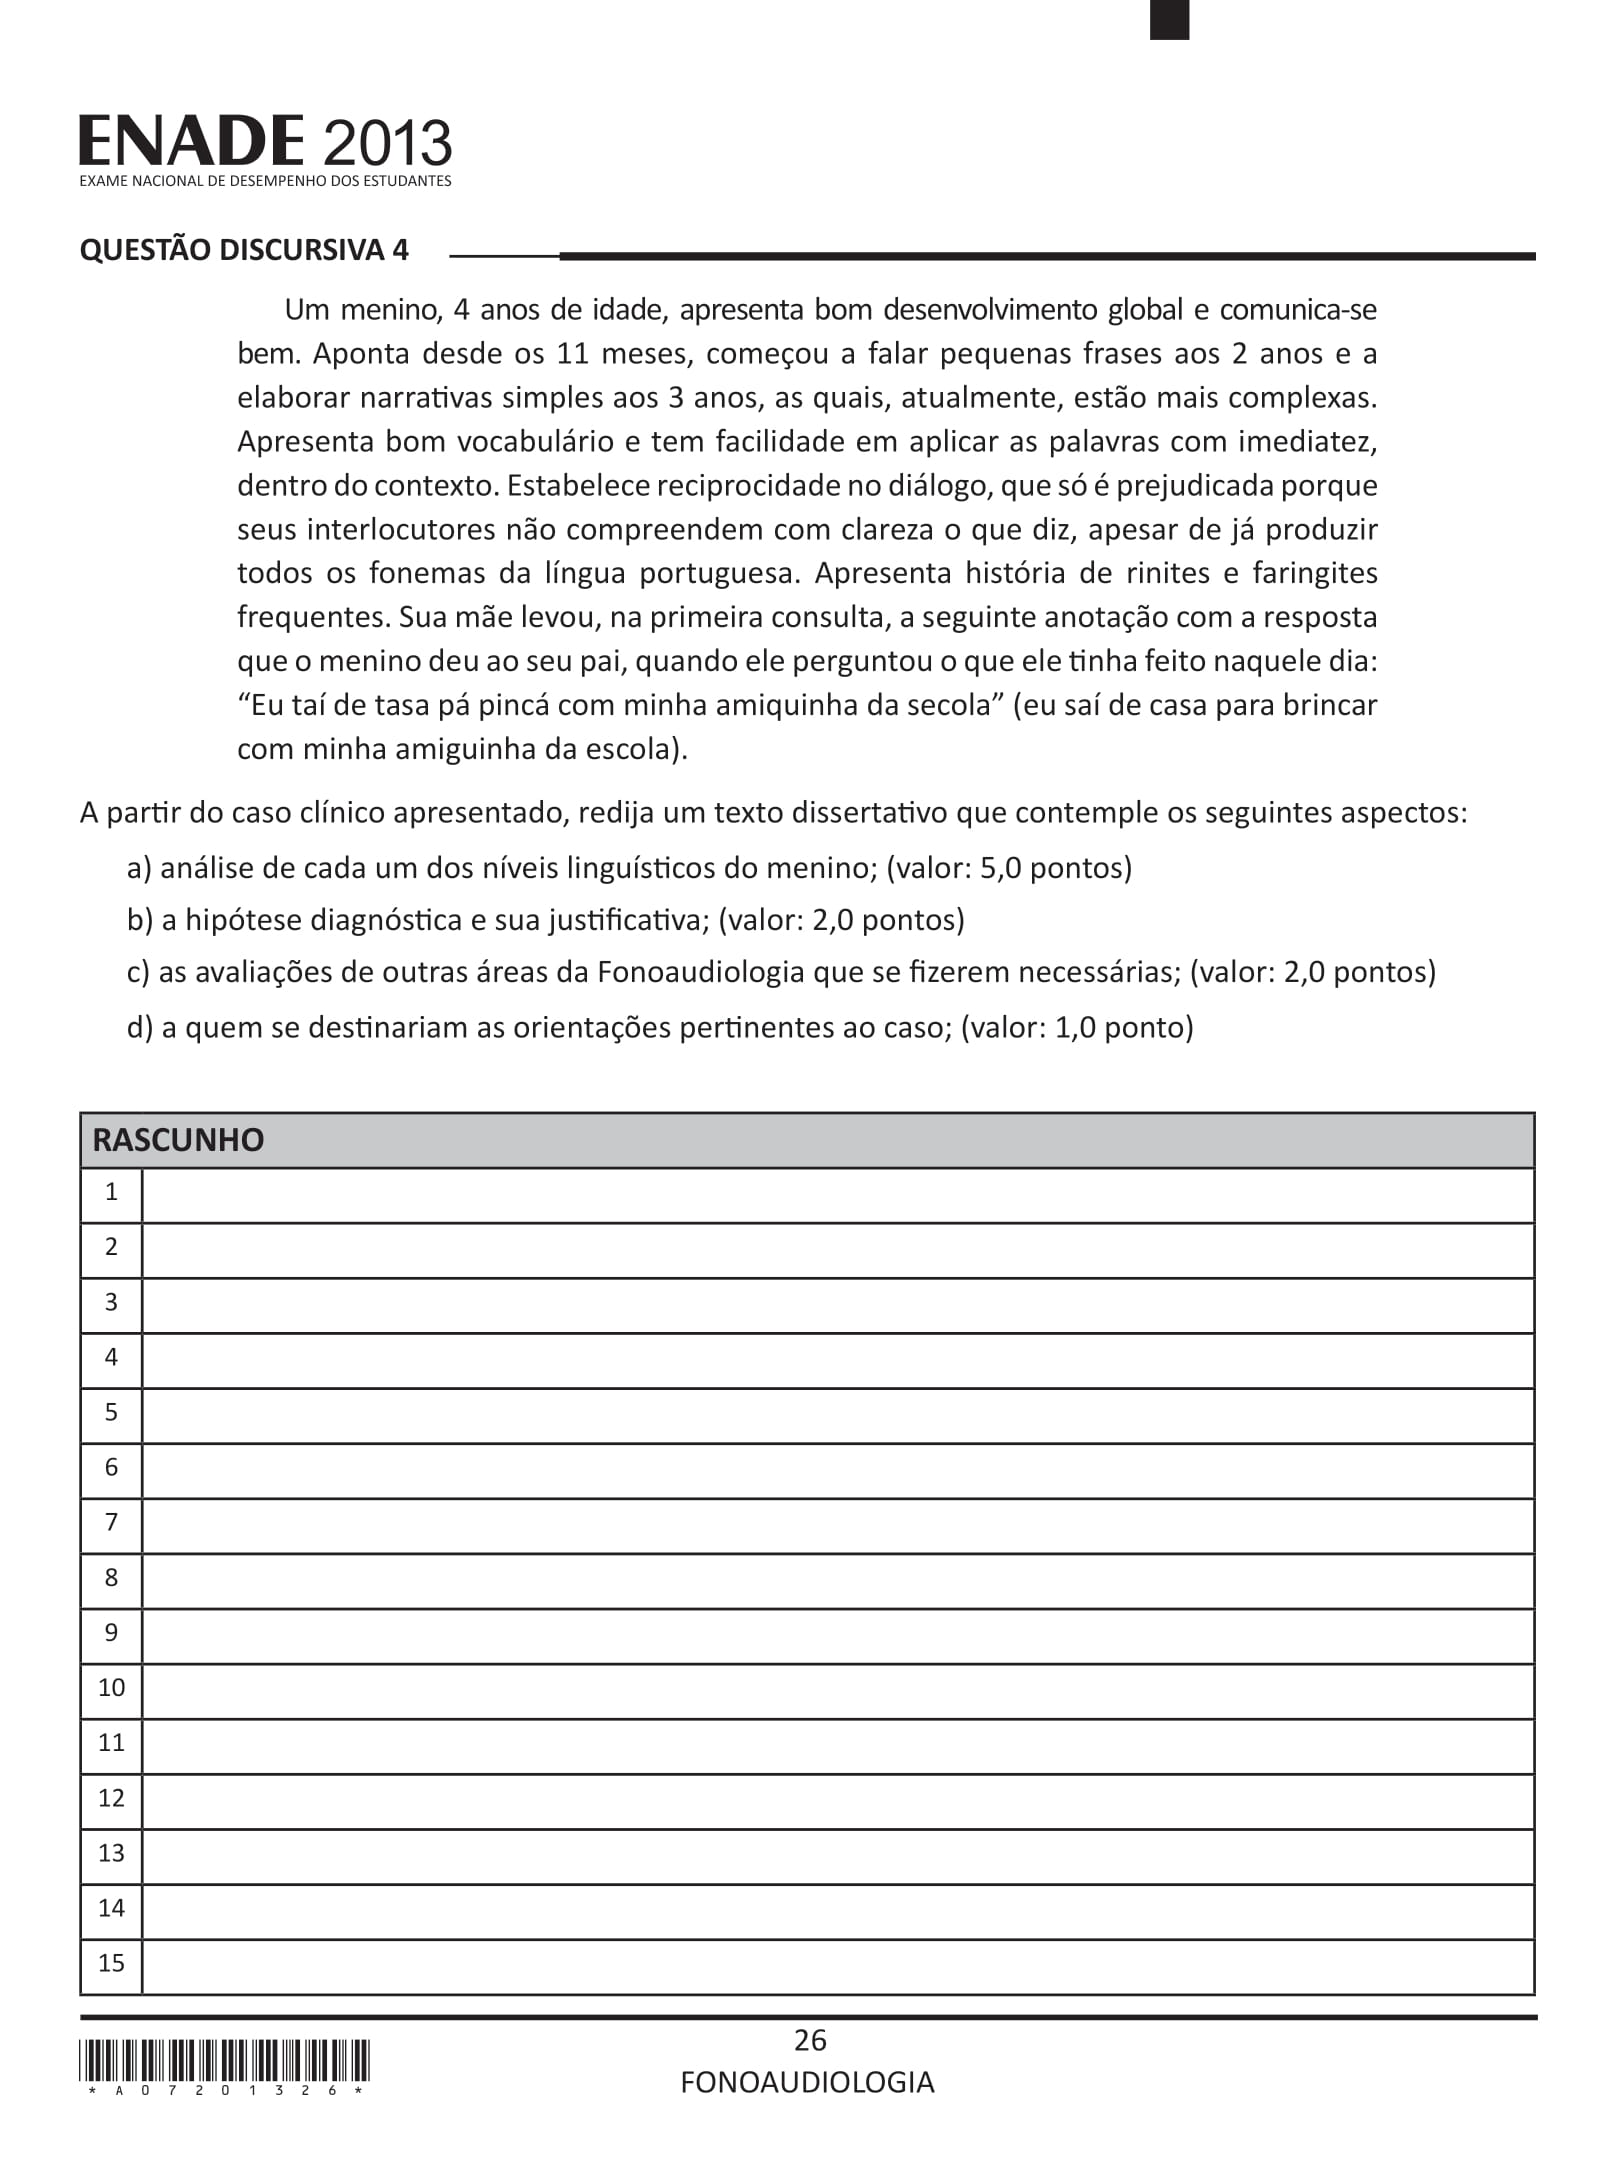 ENADE 2013
EXAME NACIONAL DE DESEMPENHO DOS ESTUDANTES
QUESTÃO DISCURSIVA 4
Um menino, 4 anos de idade, apresenta bom desenvolvimento global e comunica-se
bem. Aponta desde os 11 meses, começou a falar pequenas frases aos 2 anos e a
elaborar narrativas simples aos 3 anos, as quais, atualmente, estão mais complexas.
Apresenta bom vocabulário e tem facilidade em aplicar as palavras com imediatez,
dentro do contexto. Estabelece reciprocidade no diálogo, que só é prejudicada porque
seus interlocutores não compreendem com clareza o que diz, apesar de já produzir
todos os fonemas da língua portuguesa. Apresenta história de rinites e faringites
frequentes. Sua mãe levou, na primeira consulta, a seguinte anotação com a resposta
que o menino deu ao seu pai, quando ele perguntou o que ele tinha feito naquele dia:
“Eu taí de tasa pá pincá com minha amiquinha da secola” (eu saí de casa para brincar
com minha amiguinha da escola).
A partir do caso clínico apresentado, redija um texto dissertativo que contemple os seguintes aspectos:
a) análise de cada um dos níveis linguísticos do menino; (valor: 5,0 pontos)
b) a hipótese diagnóstica e sua justificativa; (valor: 2,0 pontos)
c) as avaliações de outras áreas da Fonoaudiologia que se fizerem necessárias; (valor: 2,0 pontos)
d) a quem se destinariam as orientações pertinentes ao caso; (valor: 1,0 ponto)
RASCUNHO
1
2
3
4
5
6
7
8
9
10
11
12
13
14
15
26
FONOAUDIOLOGIA
* A 0 7 2 0 1 3 2 6 *